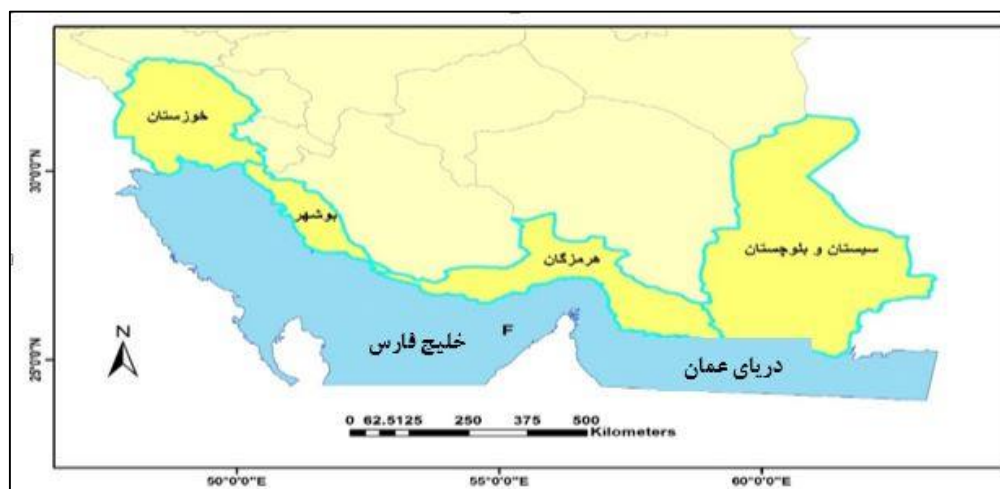 خوزستان
بوشهر
هرمزگان
سیستان و بلوچستان
خلیج فارس
F
دریای عمان
N
30°0'0"N
25°0'0"N
0 62.5125 250 375 500
Kilometers
50°0'0"E
55°0'0"E
60°0'0"E